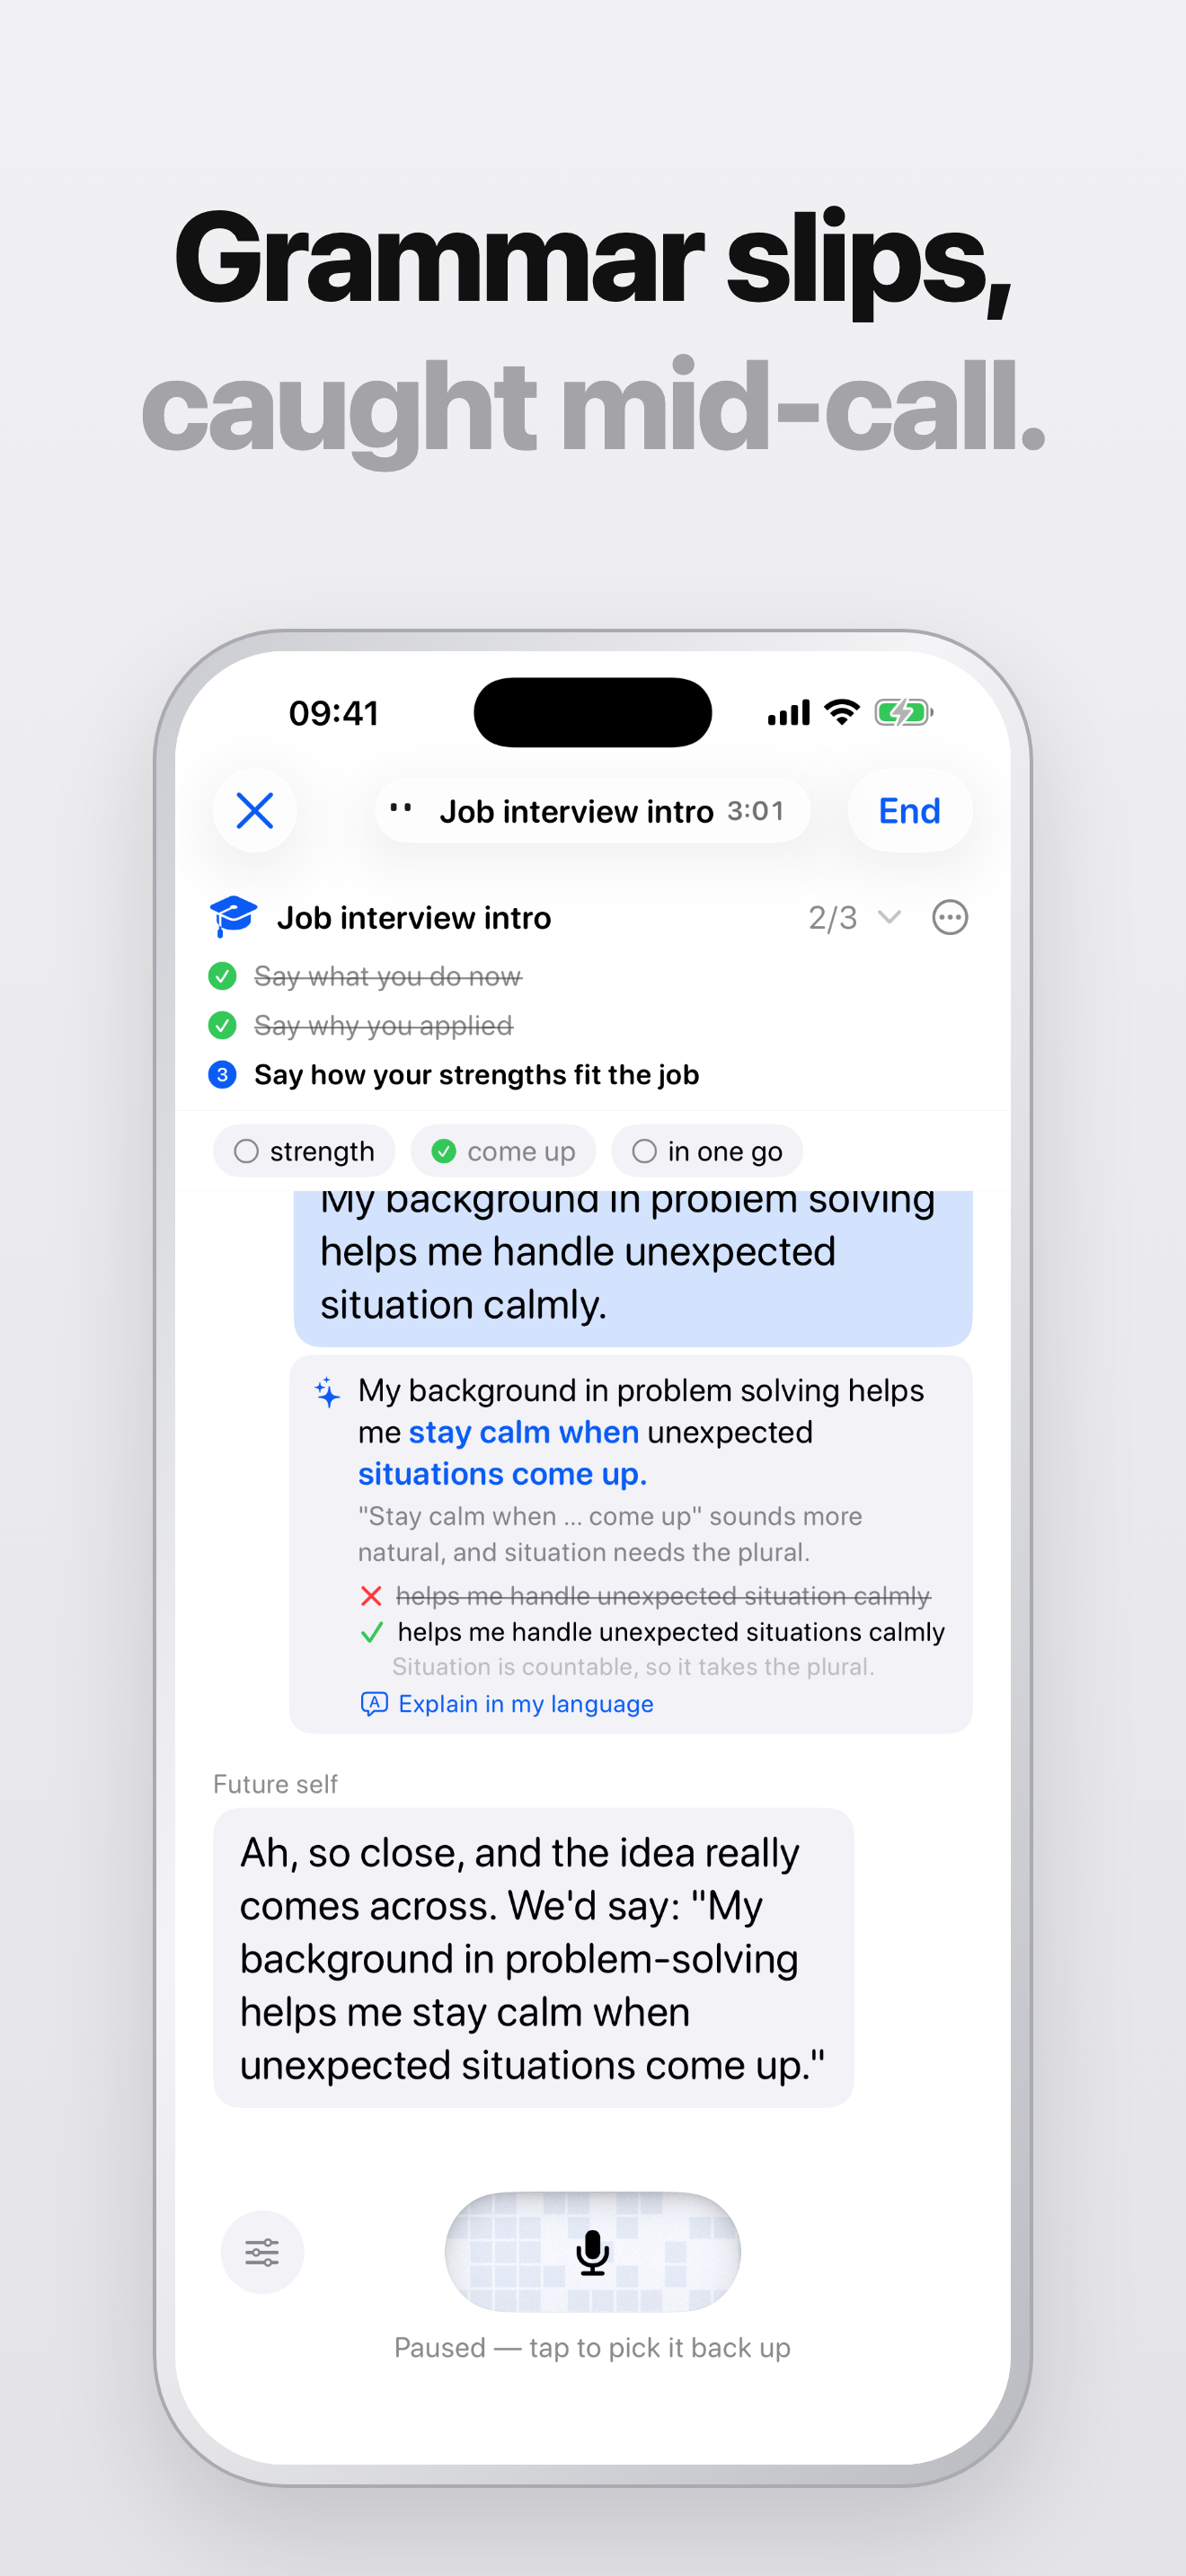 Grammar slips,
caught mid-call.
09:41
Job interview intro 3:01
End
Job interview intro
2/3
Say what you do now
Say why you applied
3 Say how your strengths fit the job
strength
come up
in one go
My background in problem solving
helps me handle unexpected
situation calmly.
My background in problem solving helps
me stay calm when unexpected
situations come up.
"Stay calm when ... come up" sounds more
natural, and situation needs the plural.
helps me handle unexpected situation calmly
helps me handle unexpected situations calmly
Situation is countable, so it takes the plural.
A Explain in my language
Future self
Ah, so close, and the idea really
comes across. We'd say: "My
background in problem-solving
helps me stay calm when
unexpected situations come up."
Paused — tap to pick it back up